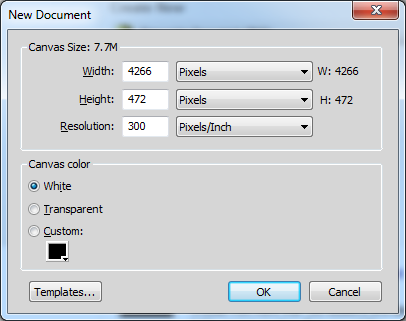 New Document
Canvas Size: 7.7M
Width: 4266 Pixels W: 4266
Height: 472 Pixels H: 472
Resolution: 300 Pixels/Inch
Canvas color
White
Transparent
Custom:
Templates... OK Cancel